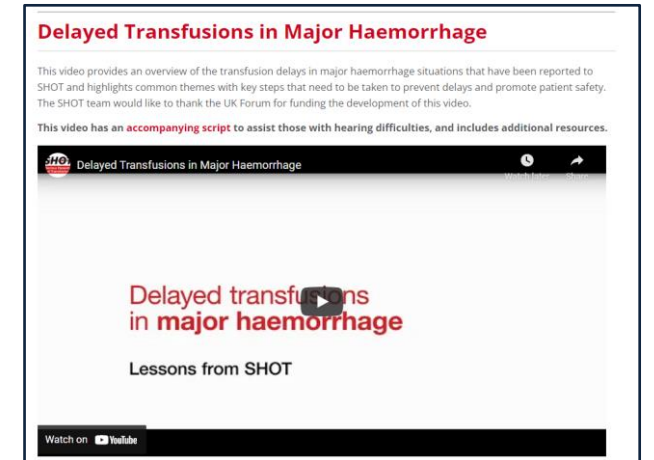 Delayed Transfusions in Major Haemorrhage
This video provides an overview of the transfusion delays in major haemorrhage situations that have been reported to
SHOT and highlights common themes with key steps that need to be taken to prevent delays and promote patient safety.
The SHOT team would like to thank the UK Forum for funding the development of this video.
This video has an accompanying script to assist those with hearing difficulties, and includes additional resources.
SHOT Delayed Transfusions in Major Haemorrhage
Watch later Share
Delayed transfusions
in major haemorrhage
Lessons from SHOT
Watch on YouTube